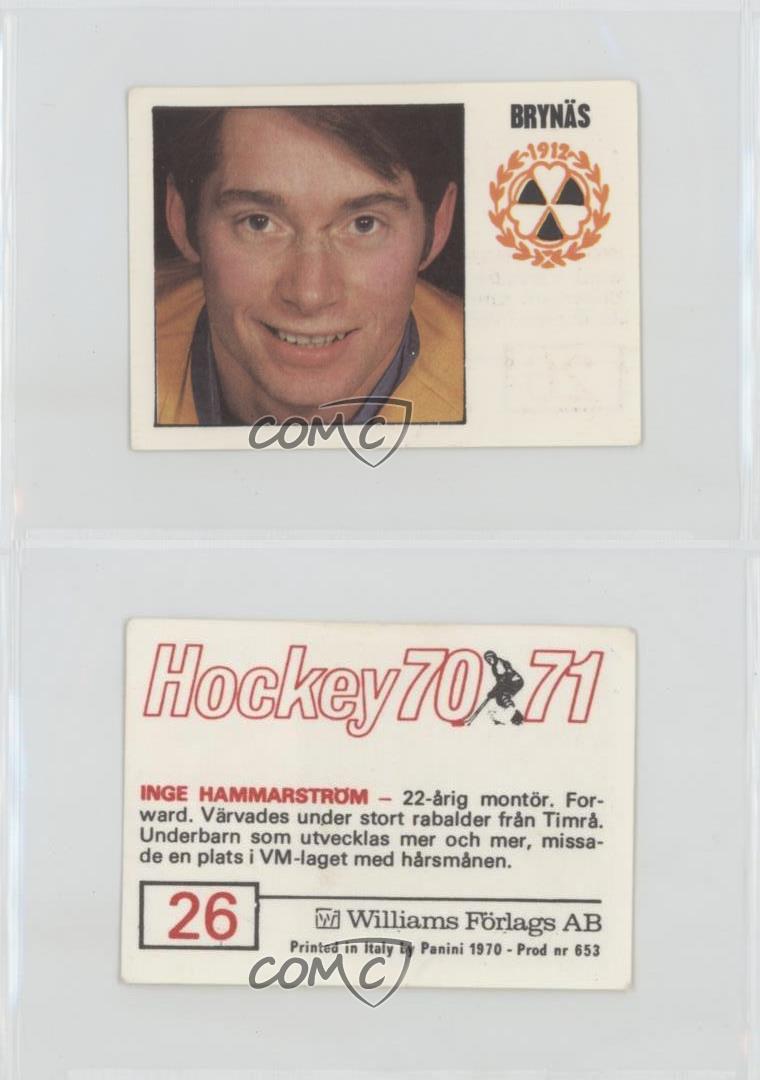 BRYNÄS
1912
COMC
Hockey 70 71
INGE HAMMARSTRÖM – 22-årig montör. For-
ward. Värvades under stort rabalder från Timrå.
Underbarn som utvecklas mer och mer, missa-
de en plats i VM-laget med hårsmånen.
26
W Williams Förlags AB
Printed in Italy by Panini 1970 - Prod nr 653
COMC